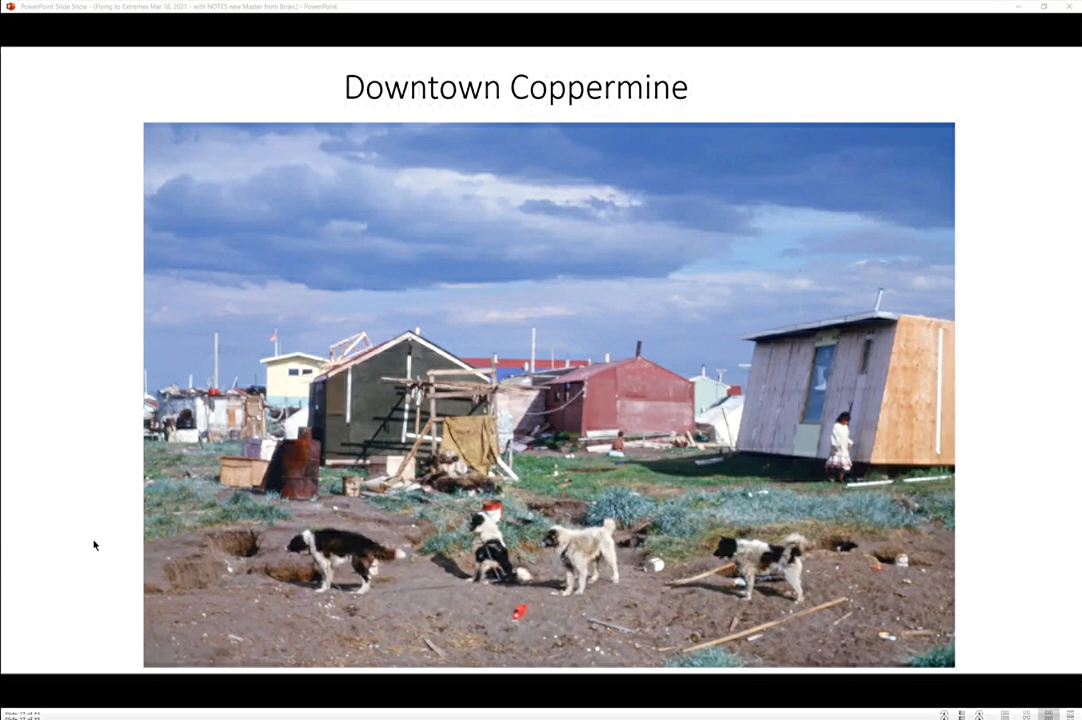 PowerPoint Slide Show - (Flying to Extremes Mar 18, 2021 - with NOTES new Master from Brian,) - PowerPoint
Downtown Coppermine